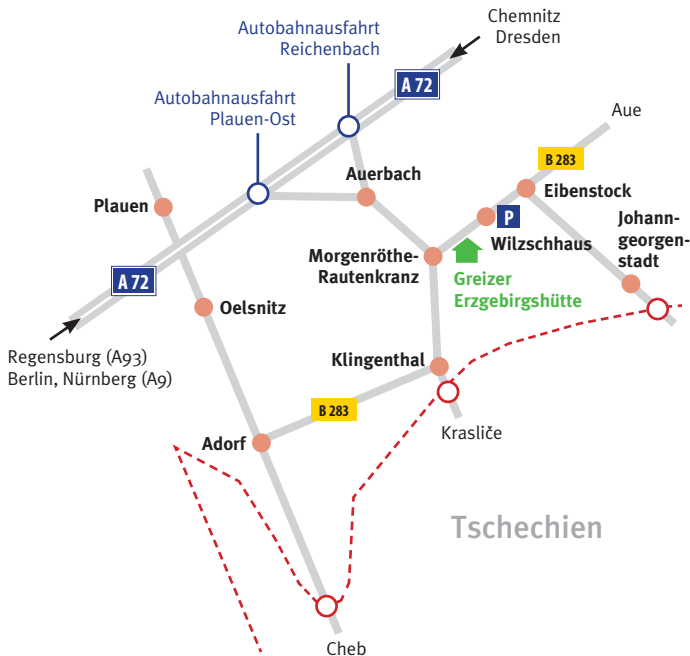 Chemnitz
Dresden
Autobahnausfahrt
Reichenbach
A 72
Autobahnausfahrt
Plauen-Ost
Aue
B 283
Auerbach
Eibenstock
Plauen
P
Johann-
georgen-
stadt
Wilzschhaus
Morgenröthe-
Rautenkranz
Greizer
Erzgebirgshütte
A 72
Oelsnitz
Regensburg (A93)
Berlin, Nürnberg (A9)
Klingenthal
B 283
Krasliče
Adorf
Tschechien
Cheb